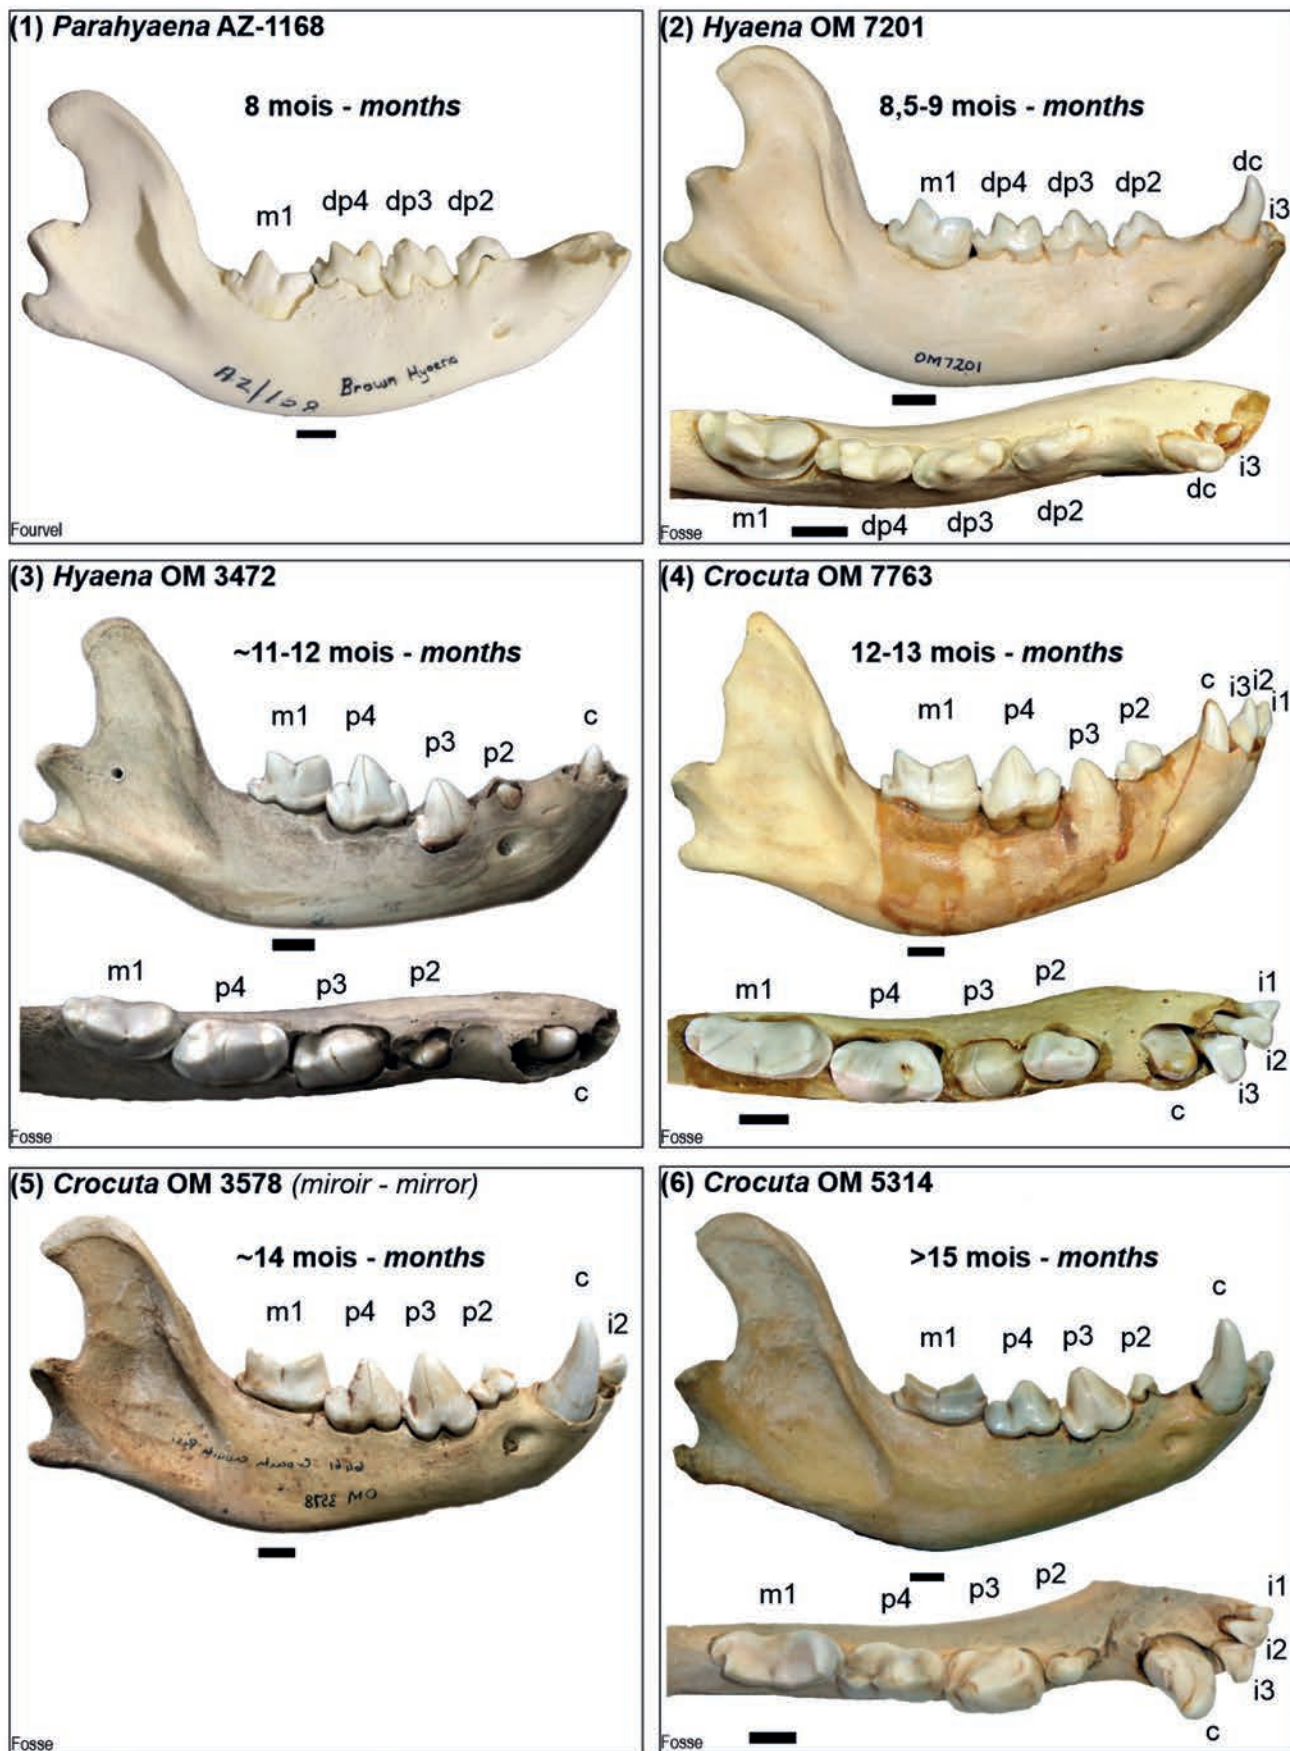 (1) Parahyaena AZ-1168
8 mois - months
m1 dp4 dp3 dp2
AZ/168 Brown Hyaena
Fourvel
(2) Hyaena OM 7201
8,5-9 mois - months
m1 dp4 dp3 dp2 dc i3
OM7201
m1 dp4 dp3 dp2 dc i3
Fosse
(3) Hyaena OM 3472
~11-12 mois - months
m1 p4 p3 p2 c
m1 p4 p3 p2
c
Fosse
(4) Crocuta OM 7763
12-13 mois - months
m1 p4 p3 p2 c i3 i2 i1
m1 p4 p3 p2 i1
i2
c i3
Fosse
(5) Crocuta OM 3578 (miroir - mirror)
~14 mois - months
m1 p4 p3 p2 c i2
OM 3578
Fosse
(6) Crocuta OM 5314
>15 mois - months
m1 p4 p3 p2 c
m1 p4 p3 p2 i1
i2
i3
c
Fosse